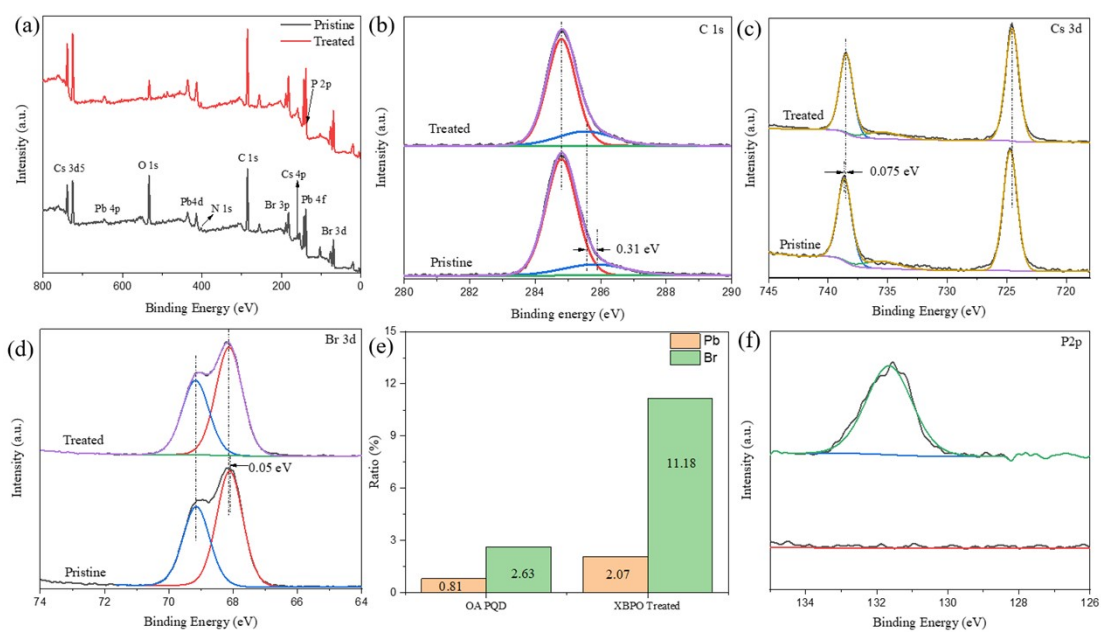 (a)
Pristine
Treated
P 2p
Cs 3d5
O 1s
C 1s
Cs 4p
Pb 4p
Pb4d
N 1s
Br 3p
Pb 4f
Br 3d
Intensity (a.u.)
800 600 400 200 0
Binding Energy (eV)
(b)
C 1s
Treated
0.31 eV
Pristine
Intensity (a.u.)
280 282 284 286 288 290
Binding energy (eV)
(c)
Cs 3d
Treated
0.075 eV
Pristine
Intensity (a.u.)
745 740 735 730 725 720
Binding Energy (eV)
(d)
Br 3d
Treated
0.05 eV
Pristine
Intensity (a.u.)
74 72 70 68 66 64
Binding Energy (eV)
(e)
Pb
Br
15
12
9
6
3
0
Ratio (%)
0.81
2.63
2.07
11.18
OA PQD
XBPO Treated
(f)
P2p
Intensity (a.u.)
134 132 130 128 126
Binding Energy (eV)